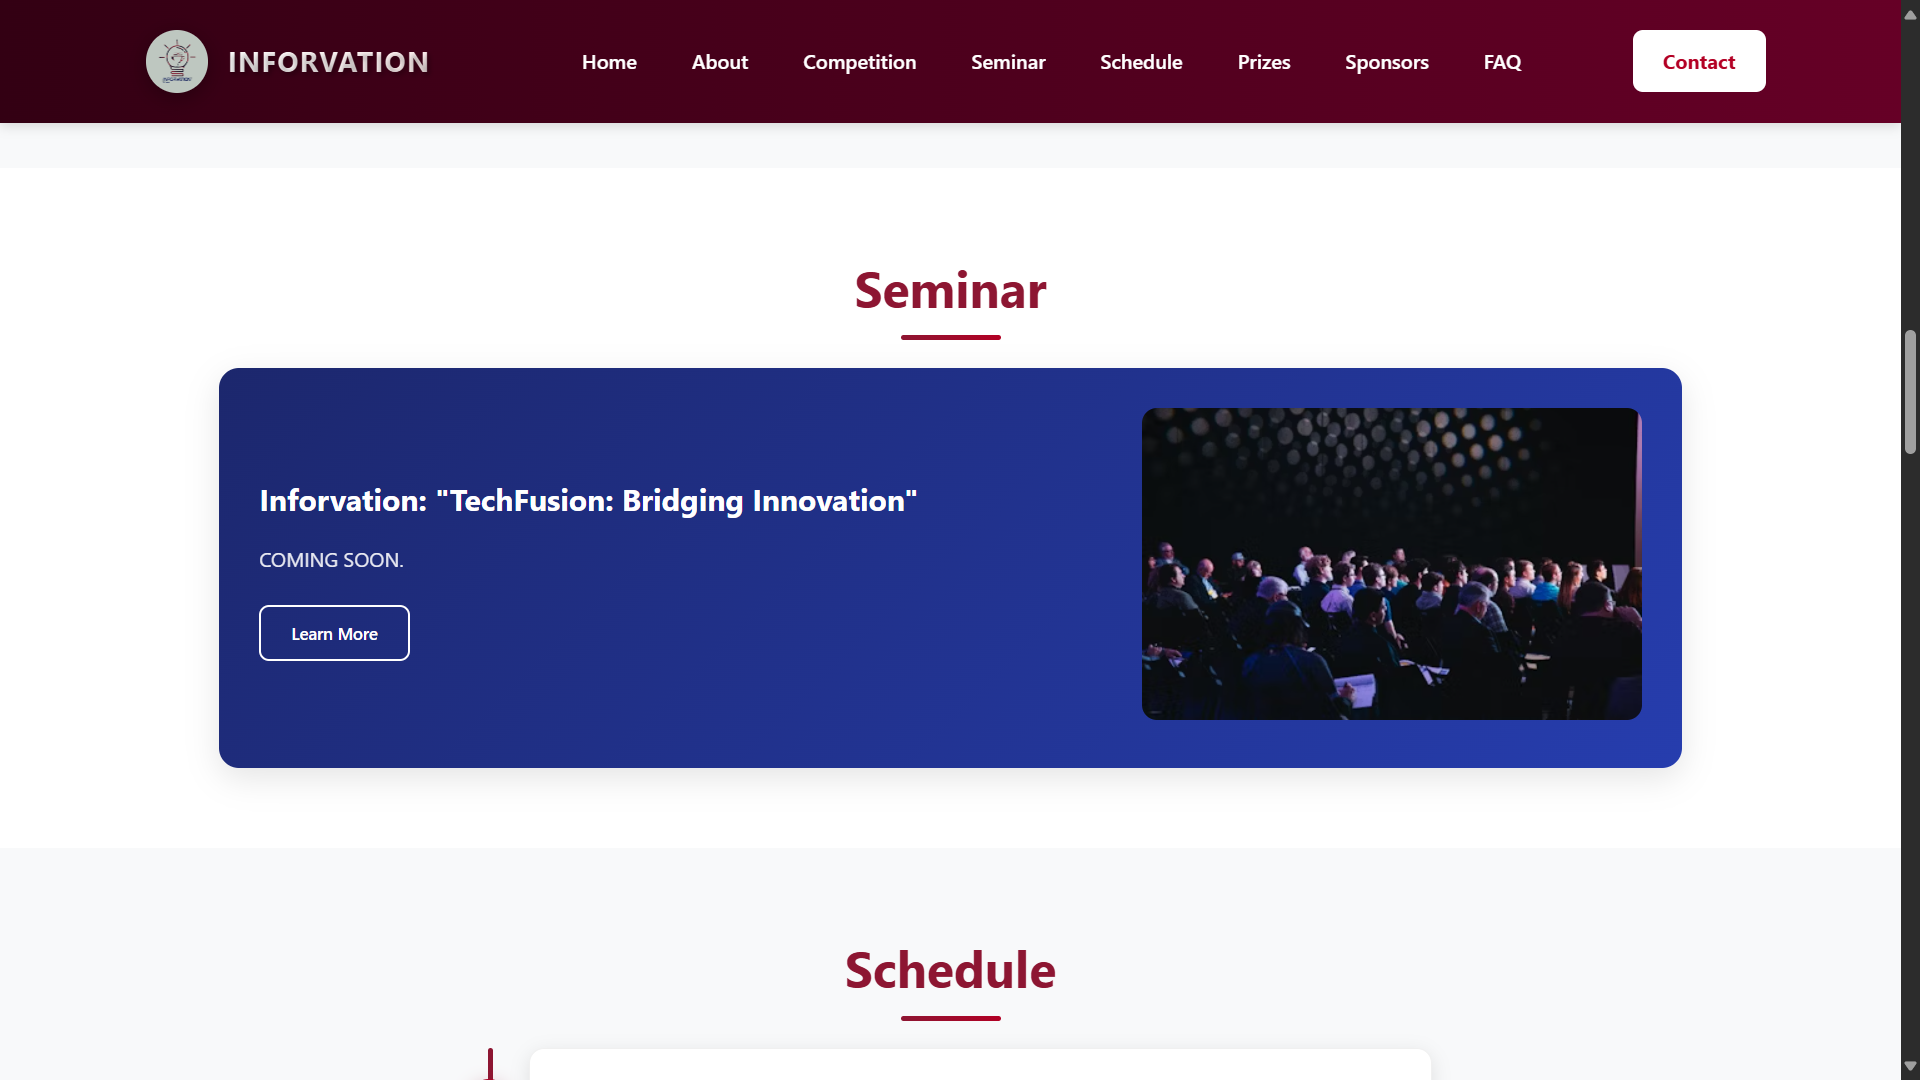 INFORVATION
Home
About
Competition
Seminar
Schedule
Prizes
Sponsors
FAQ
Contact
Seminar
Inforvation: "TechFusion: Bridging Innovation"
COMING SOON.
Learn More
Schedule